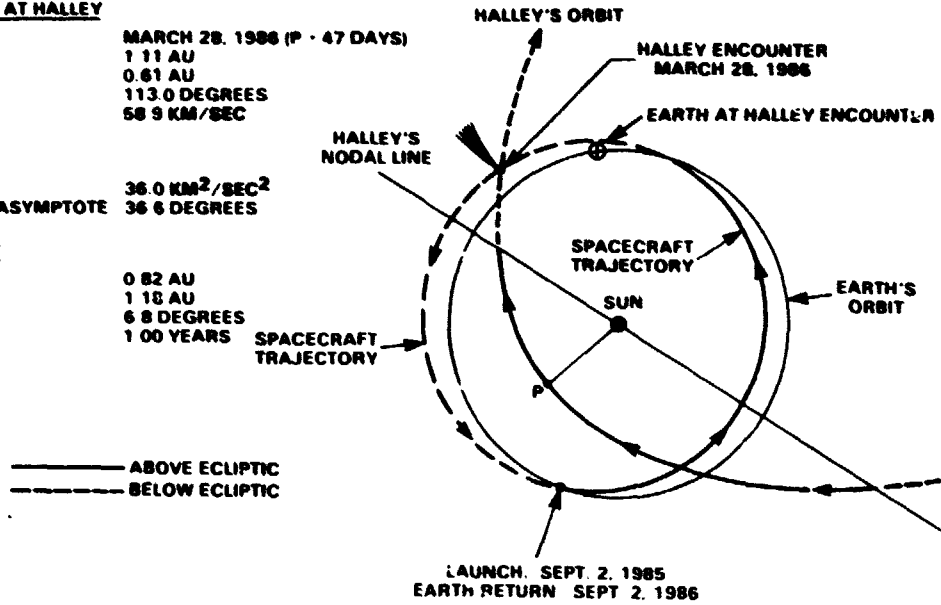 AT HALLEY
MARCH 28, 1986 (P · 47 DAYS)
1 11 AU
0.61 AU
113.0 DEGREES
58 9 KM/SEC
36.0 KM²/SEC²
ASYMPTOTE 36 6 DEGREES
0 82 AU
1 18 AU
6 8 DEGREES
1 00 YEARS
ABOVE ECLIPTIC
BELOW ECLIPTIC
HALLEY'S ORBIT
HALLEY ENCOUNTER
MARCH 28, 1986
EARTH AT HALLEY ENCOUNTER
HALLEY'S
NODAL LINE
SPACECRAFT
TRAJECTORY
EARTH'S
ORBIT
SUN
SPACECRAFT
TRAJECTORY
P
LAUNCH, SEPT. 2, 1985
EARTH RETURN SEPT 2, 1986